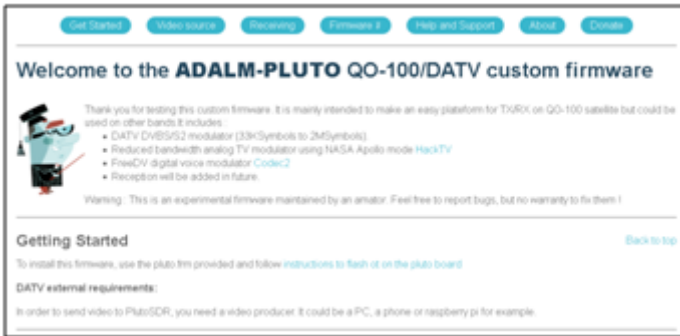 Get Started Video source Receiving Firmware # Help and Support About Donate
Welcome to the ADALM-PLUTO QO-100/DATV custom firmware
Thank you for testing this custom firmware. It is mainly intended to make an easy plateform for TX/RX on QO-100 satellite but could be
used on other bands.It includes :
DATV DVBS/S2 modulator (33KSymbols to 2MSymbols).
Reduced bandwidth analog TV modulator using NASA Apollo mode HackTV
FreeDV digital voice modulator Codec2
Reception will be added in future.
Warning : This is an experimental firmware maintained by an amator. Feel free to report bugs, but no warranty to fix them !
Getting Started Back to top
To install this firmware, use the pluto.frm provided and follow instructions to flash ot on the pluto board
DATV external requirements:
In order to send video to PlutoSDR, you need a video producer. It could be a PC, a phone or raspberry pi for example.